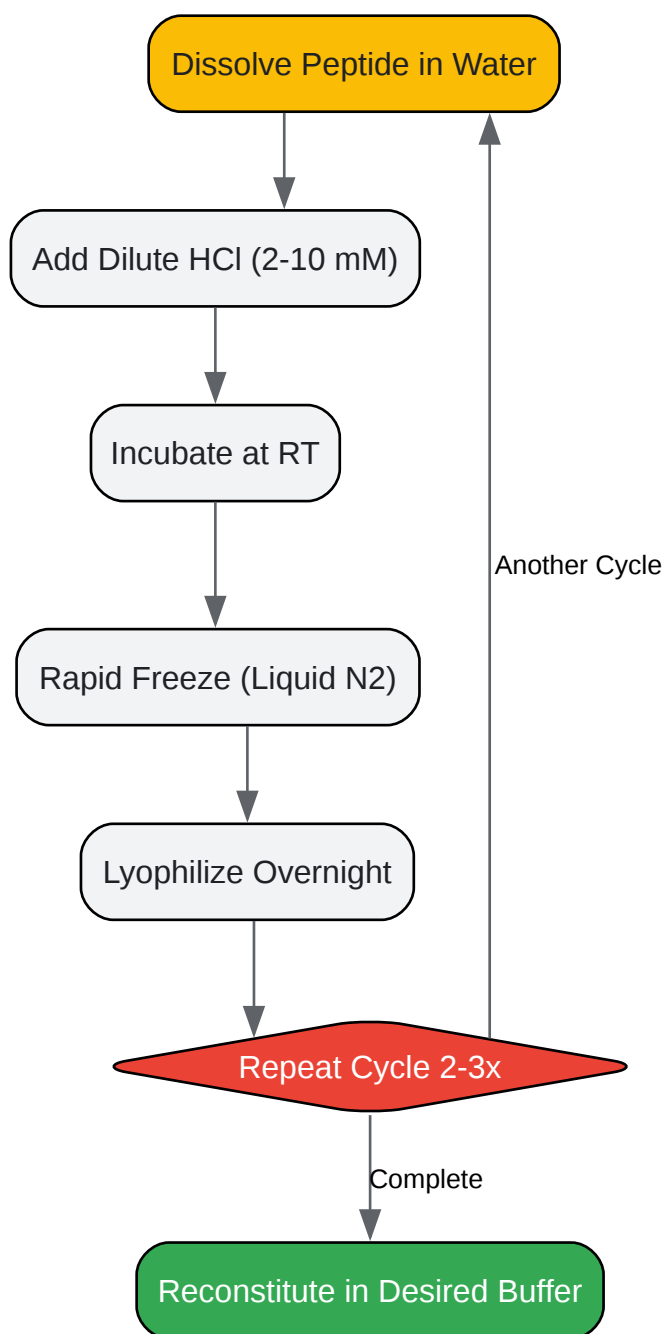 Dissolve Peptide in Water
Add Dilute HCl (2-10 mM)
Incubate at RT
Another Cycle
Rapid Freeze (Liquid N2)
Lyophilize Overnight
Repeat Cycle 2-3x
Complete
Reconstitute in Desired Buffer